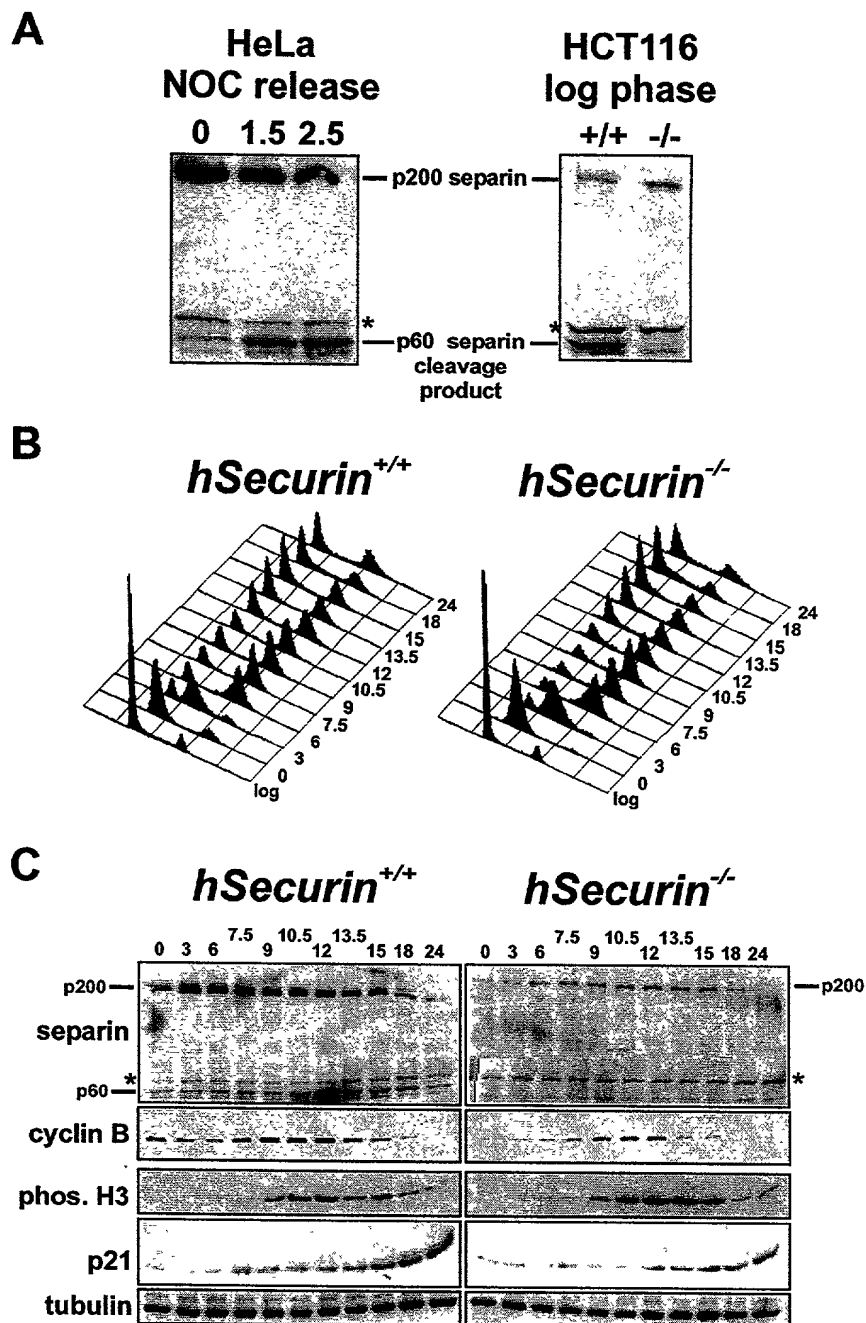 A
HeLa
NOC release
0 1.5 2.5
HCT116
log phase
+/+ -/-
p200 separin
*
*
p60 separin
cleavage
product
B
hSecurin+/+
hSecurin-/-
log 0 3 6 7.5 9 10.5 12 13.5 15 18 24
log 0 3 6 7.5 9 10.5 12 13.5 15 18 24
C
hSecurin+/+
hSecurin-/-
0 3 6 7.5 9 10.5 12 13.5 15 18 24
0 3 6 7.5 9 10.5 12 13.5 15 18 24
p200
p200
separin
*
*
p60
cyclin B
phos. H3
p21
tubulin